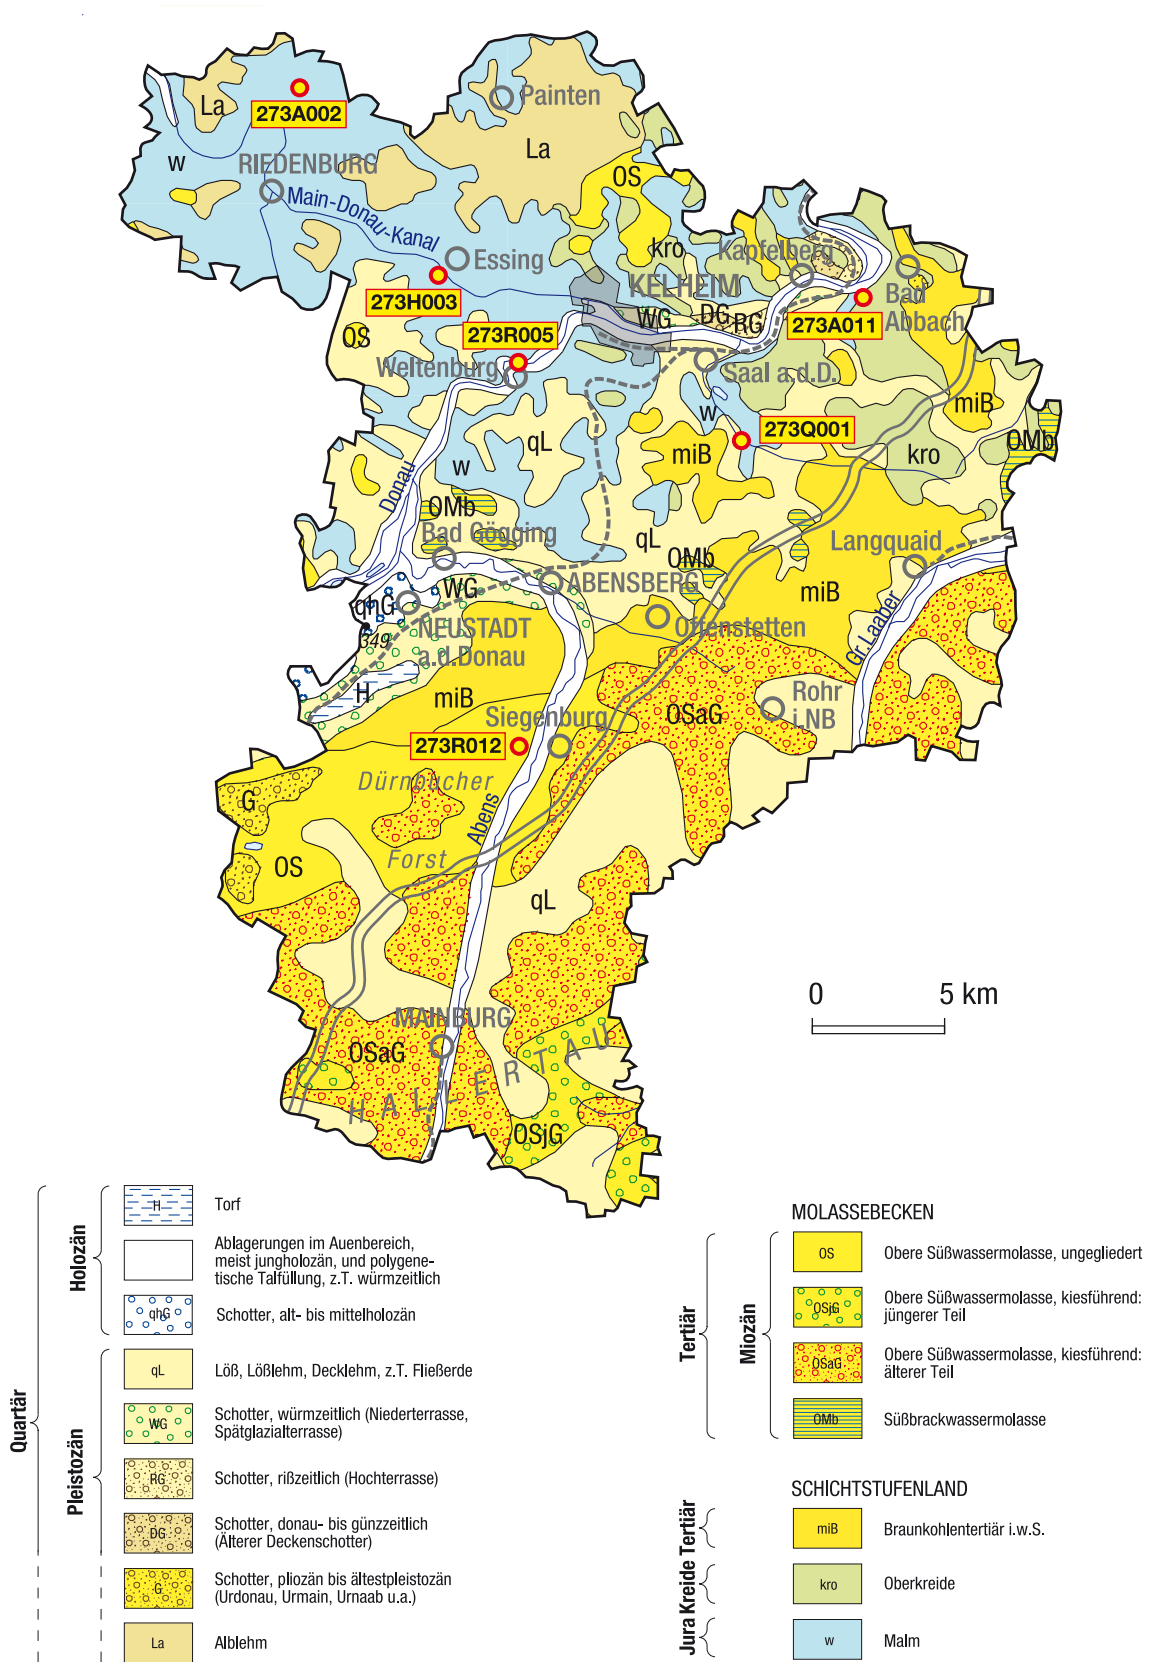 La
273A002
Painten
La
w
RIEDENBURG
OS
Main-Donau-Kanal
kro
Kapfelberg
Essing
KELHEIM
273H003
Bad
Abbach
WG
DG
RG
273A011
OS
273R005
Weltenburg
Saal a.d.D.
miB
w
273Q001
qL
OMb
miB
kro
w
Donau
OMb
Bad Gögging
qL
Langquaid
OMb
WG
ABENSBERG
miB
qhG
349
NEUSTADT
a.d.Donau
Offenstetten
Gr.Laaber
H
miB
Siegenburg
OSaG
Rohr
i.NB
273R012
Dürnbucher
G
Abens
Forst
OS
qL
0
5 km
MAINBURG
OSaG
HALLERTAU
OSjG
Quartär
Holozän
H
Torf
Ablagerungen im Auenbereich,
meist jungholozän, und polygene-
tische Talfüllung, z.T. würmzeitlich
qhG
Schotter, alt- bis mittelholozän
Pleistozän
qL
Löß, Lößlehm, Decklehm, z.T. Fließerde
WG
Schotter, würmzeitlich (Niederterrasse,
Spätglazialterrasse)
RG
Schotter, rißzeitlich (Hochterrasse)
DG
Schotter, donau- bis günzzeitlich
(Älterer Deckenschotter)
G
Schotter, pliozän bis ältestpleistozän
(Urdonau, Urmain, Urnaab u.a.)
La
Alblehm
MOLASSEBECKEN
Tertiär
Miozän
OS
Obere Süßwassermolasse, ungegliedert
OSjG
Obere Süßwassermolasse, kiesführend:
jüngerer Teil
OSaG
Obere Süßwassermolasse, kiesführend:
älterer Teil
OMb
Süßbrackwassermolasse
SCHICHTSTUFENLAND
Tertiär
miB
Braunkohlentertiär i.w.S.
Kreide
kro
Oberkreide
Jura
w
Malm